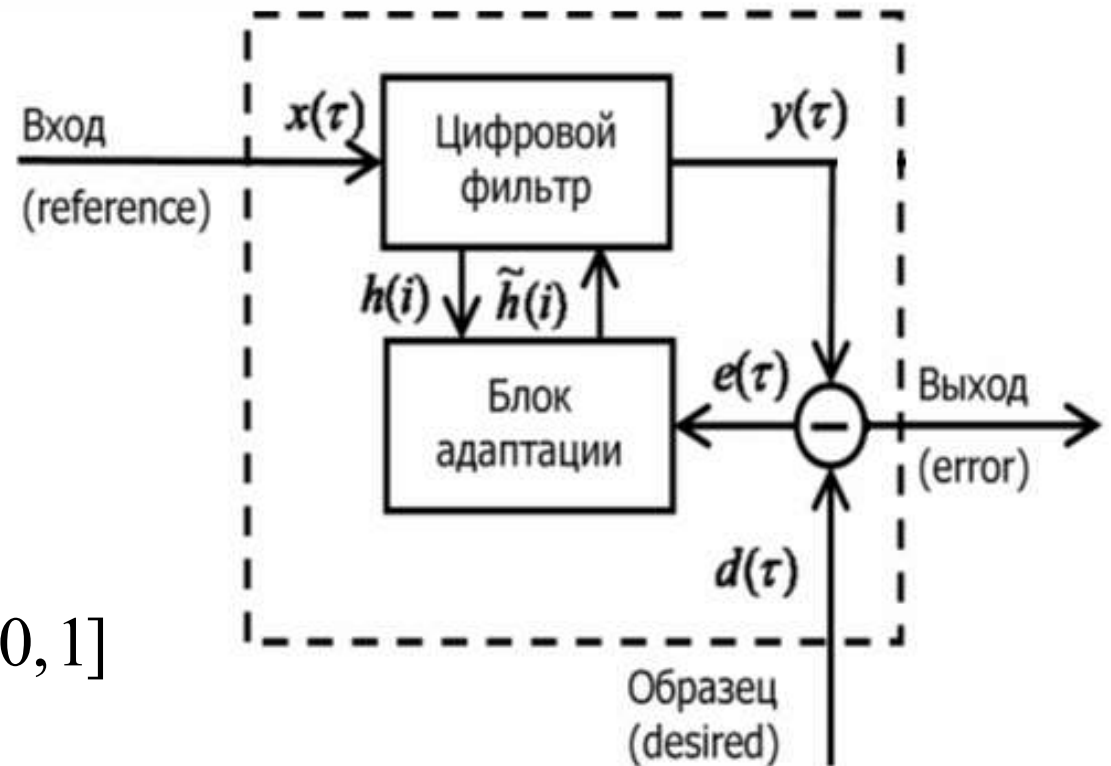 Вход
(reference)
x(τ)
Цифровой
фильтр
y(τ)
h(i)
h̃(i)
Блок
адаптации
e(τ)
−
Выход
(error)
d(τ)
0, 1]
Образец
(desired)